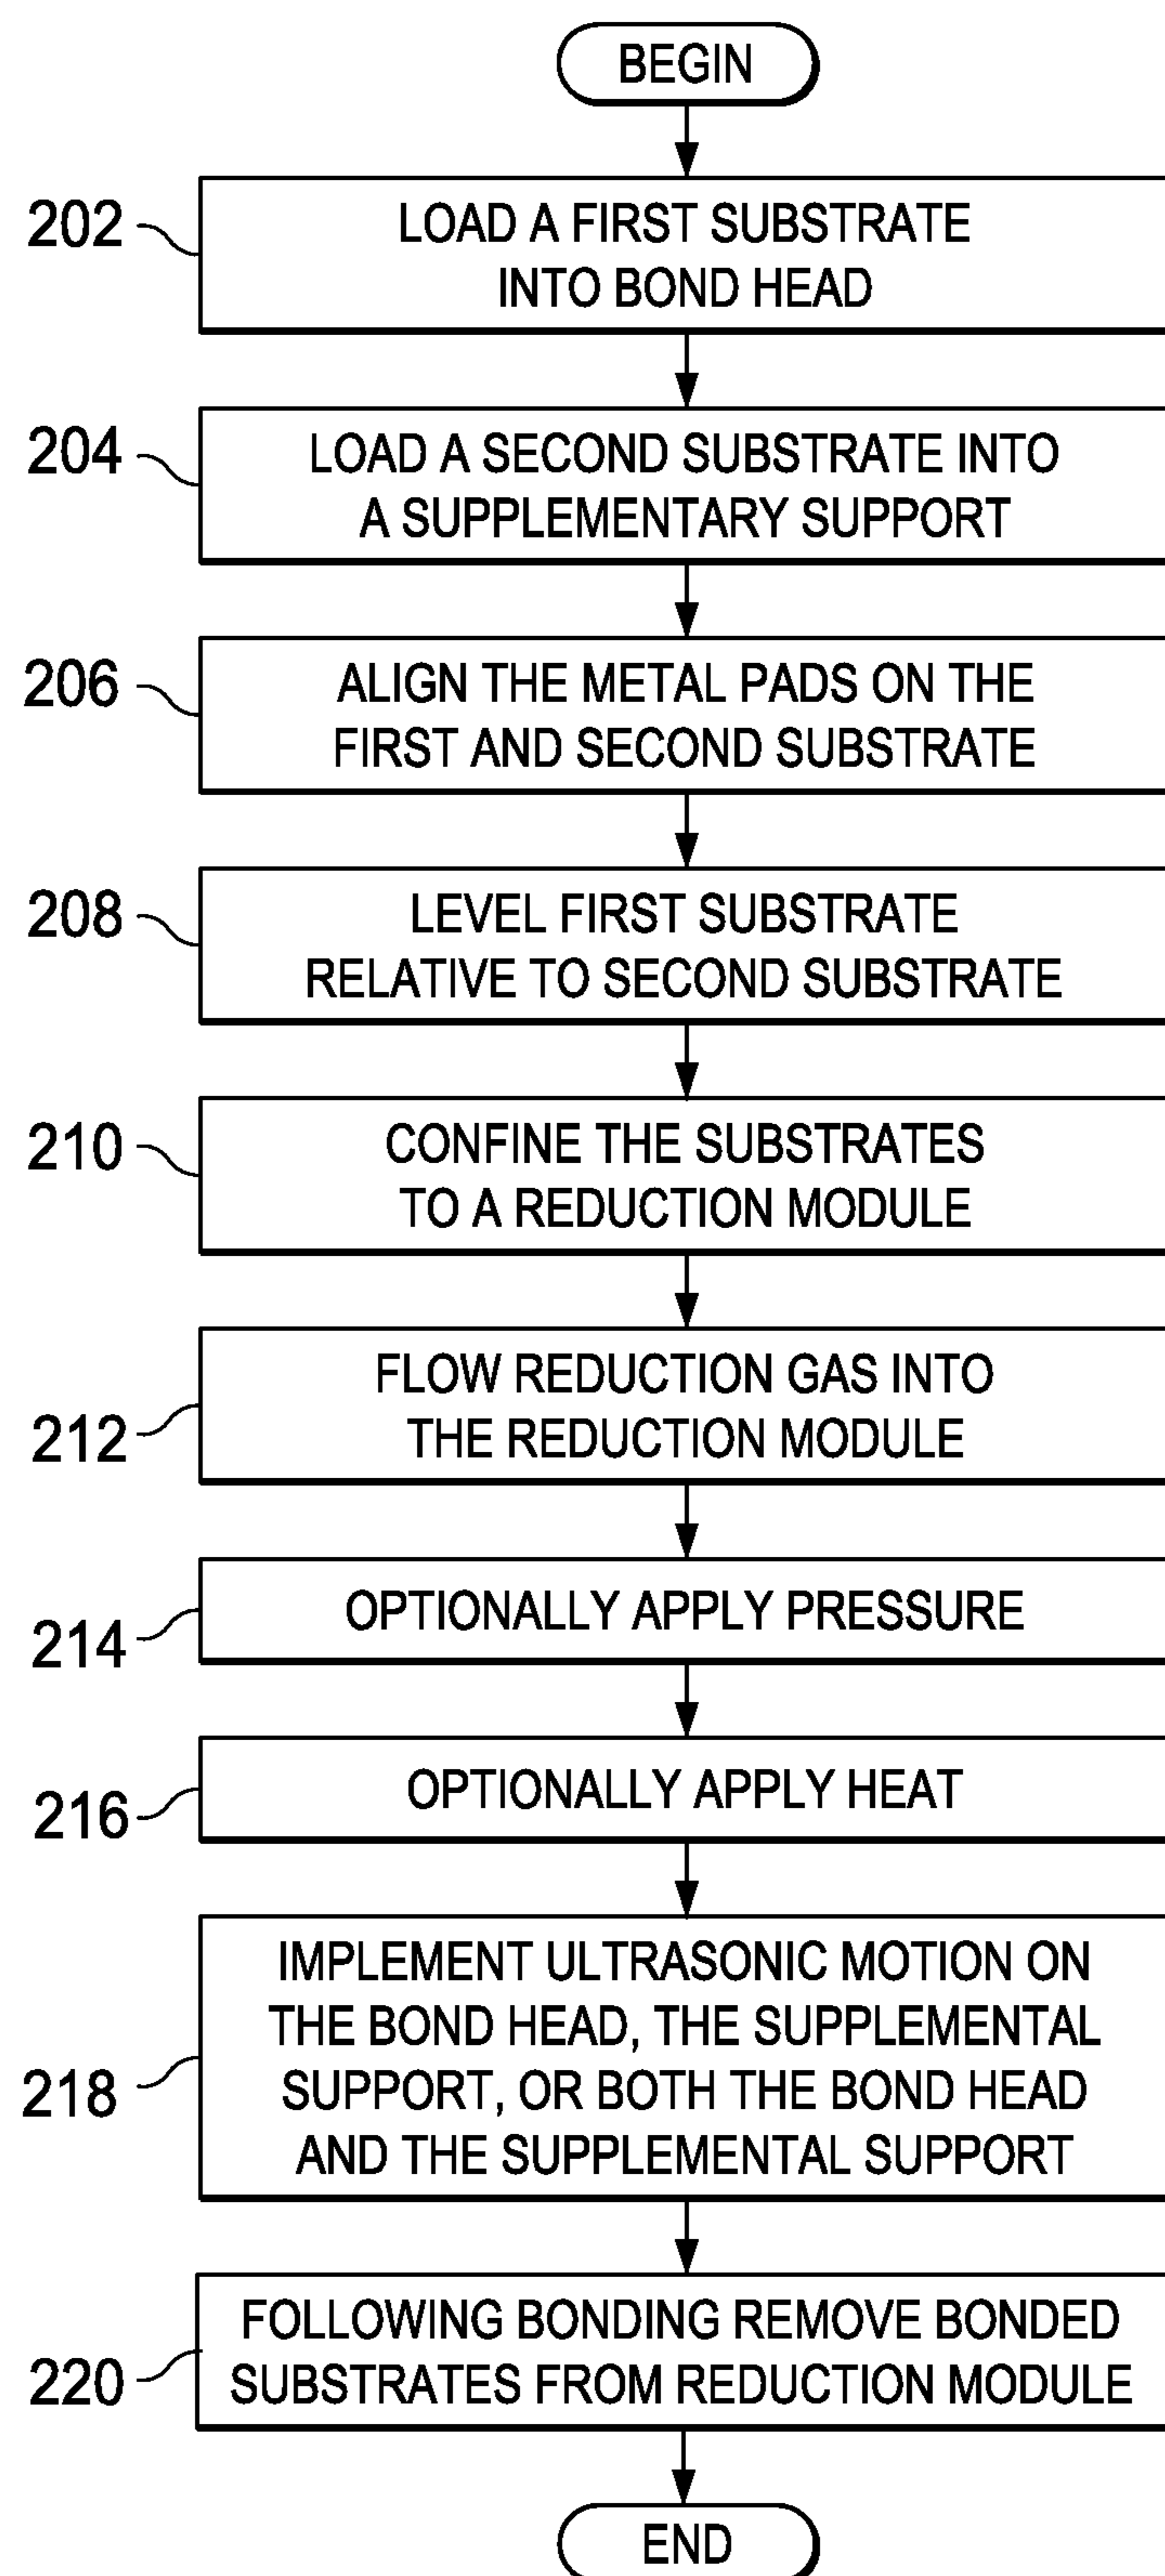 BEGIN
202
LOAD A FIRST SUBSTRATE
INTO BOND HEAD
204
LOAD A SECOND SUBSTRATE INTO
A SUPPLEMENTARY SUPPORT
206
ALIGN THE METAL PADS ON THE
FIRST AND SECOND SUBSTRATE
208
LEVEL FIRST SUBSTRATE
RELATIVE TO SECOND SUBSTRATE
210
CONFINE THE SUBSTRATES
TO A REDUCTION MODULE
212
FLOW REDUCTION GAS INTO
THE REDUCTION MODULE
214
OPTIONALLY APPLY PRESSURE
216
OPTIONALLY APPLY HEAT
218
IMPLEMENT ULTRASONIC MOTION ON
THE BOND HEAD, THE SUPPLEMENTAL
SUPPORT, OR BOTH THE BOND HEAD
AND THE SUPPLEMENTAL SUPPORT
220
FOLLOWING BONDING REMOVE BONDED
SUBSTRATES FROM REDUCTION MODULE
END